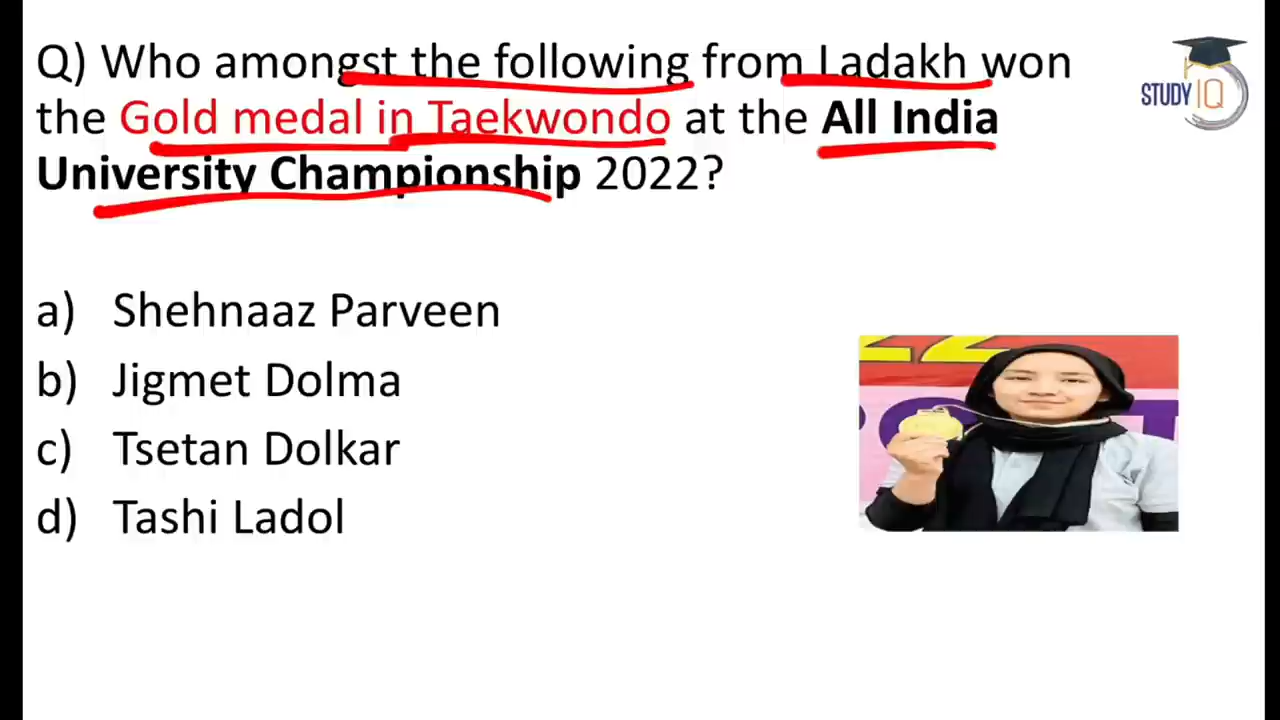 Q) Who amongst the following from Ladakh won
the Gold medal in Taekwondo at the All India
University Championship 2022?
STUDY IQ
a) Shehnaaz Parveen
b) Jigmet Dolma
c) Tsetan Dolkar
d) Tashi Ladol